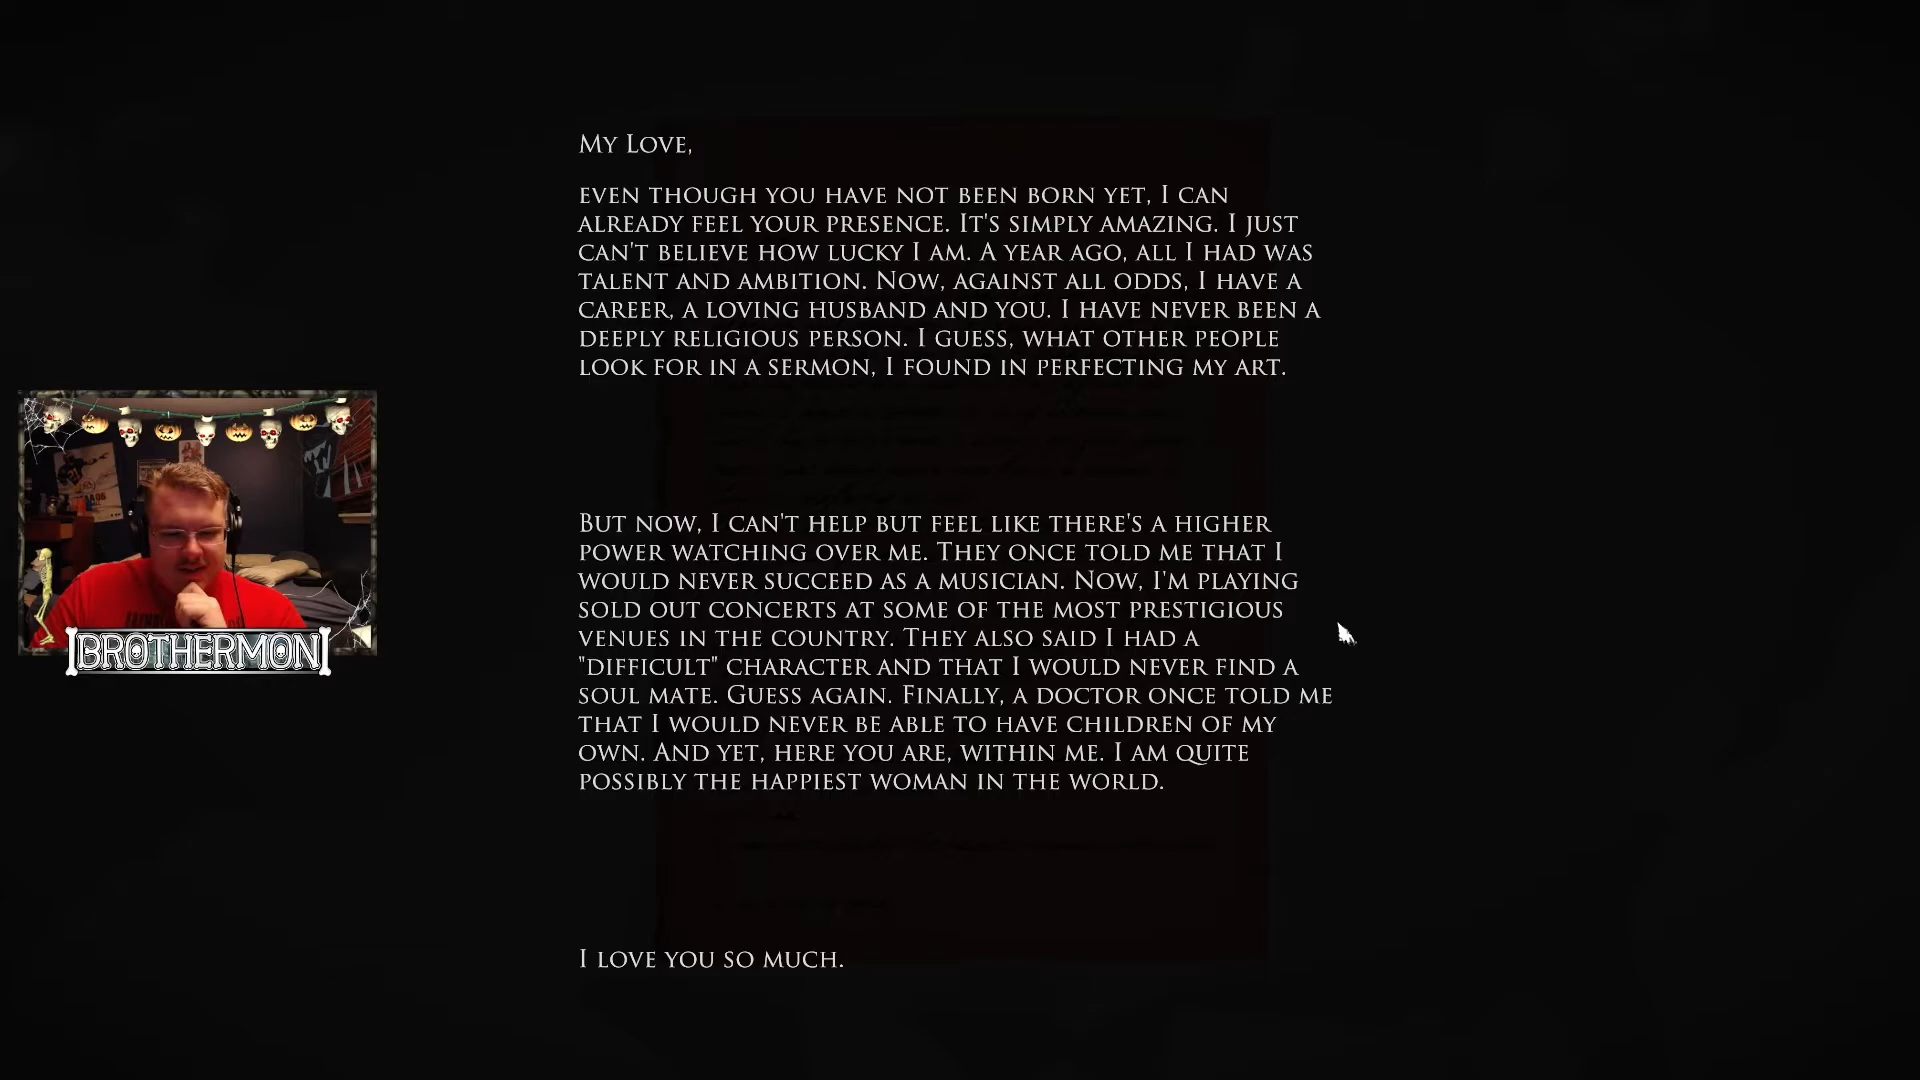 My Love,
even though you have not been born yet, I can
already feel your presence. It's simply amazing. I just
can't believe how lucky I am. A year ago, all I had was
talent and ambition. Now, against all odds, I have a
career, a loving husband and you. I have never been a
deeply religious person. I guess, what other people
look for in a sermon, I found in perfecting my art.
But now, I can't help but feel like there's a higher
power watching over me. They once told me that I
would never succeed as a musician. Now, I'm playing
sold out concerts at some of the most prestigious
venues in the country. They also said I had a
"difficult" character and that I would never find a
soul mate. Guess again. Finally, a doctor once told me
that I would never be able to have children of my
own. And yet, here you are, within me. I am quite
possibly the happiest woman in the world.
I love you so much.
BROTHERMON